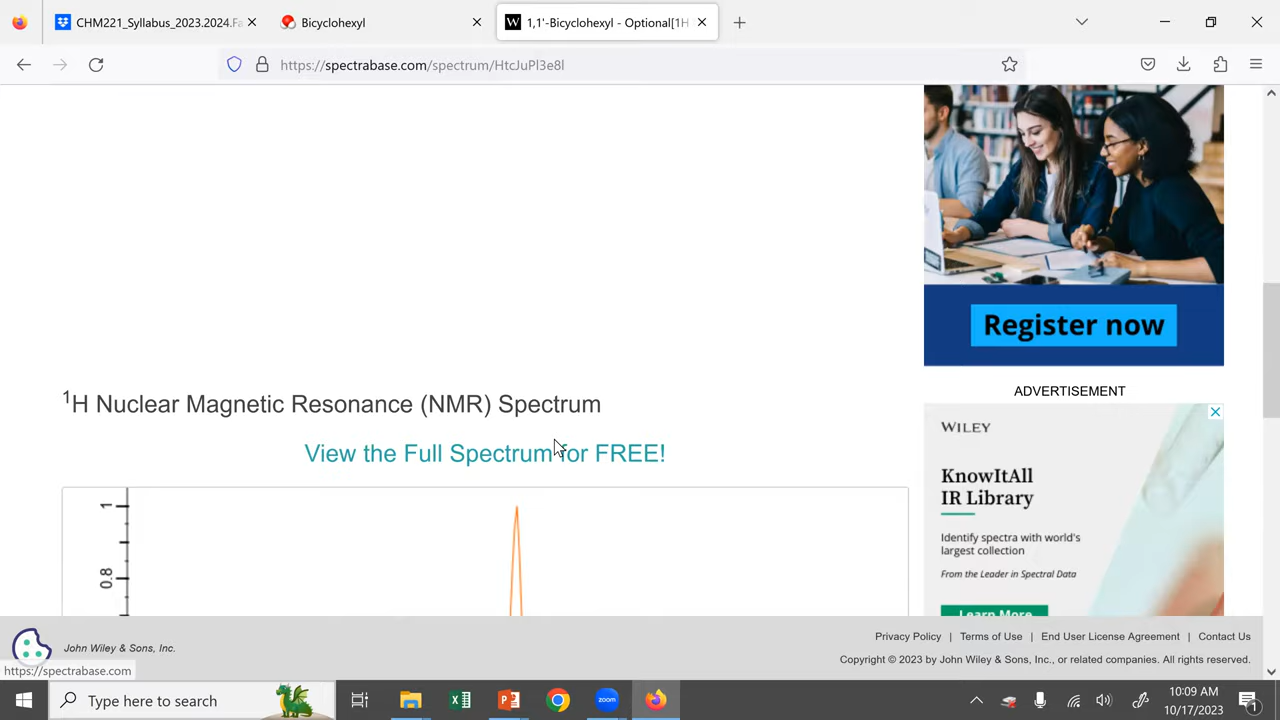 CHM221_Syllabus_2023.2024.Fa
Bicyclohexyl
W 1,1'-Bicyclohexyl - Optional[1H
https://spectrabase.com/spectrum/HtcJuPl3e8l
Register now
ADVERTISEMENT
¹H Nuclear Magnetic Resonance (NMR) Spectrum
View the Full Spectrum for FREE!
1
0.8
WILEY
KnowItAll
IR Library
Identify spectra with world's
largest collection
From the Leader in Spectral Data
Learn More
John Wiley & Sons, Inc.
Privacy Policy | Terms of Use | End User License Agreement | Contact Us
Copyright © 2023 by John Wiley & Sons, Inc., or related companies. All rights reserved.
https://spectrabase.com
Type here to search
zoom
10:09 AM
10/17/2023
1